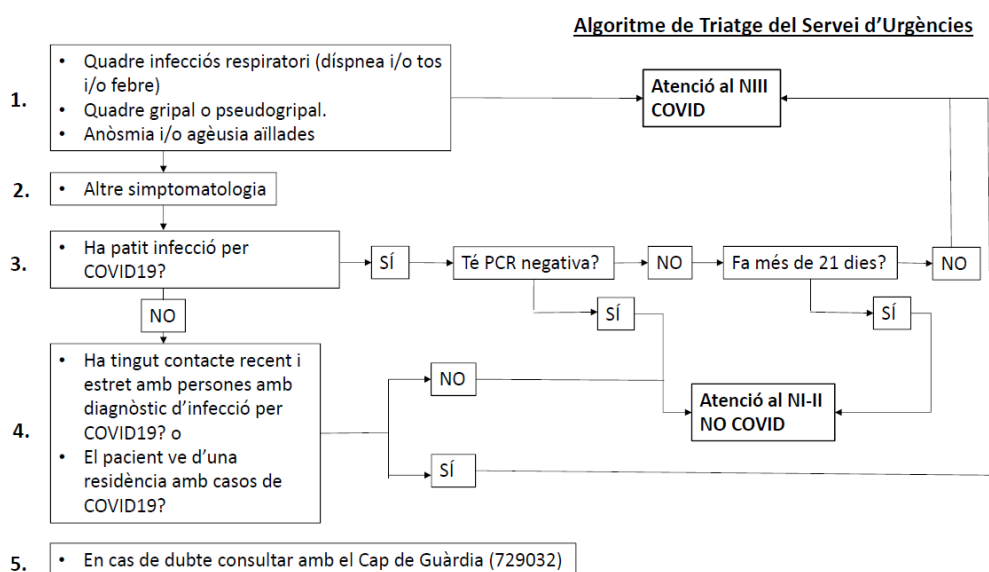 Algoritme de Triatge del Servei d'Urgències
1.
• Quadre infecciós respiratori (díspnea i/o tos
i/o febre)
• Quadre gripal o pseudogripal.
• Anòsmia i/o agèusia aïllades
Atenció al NIII
COVID
2.
• Altre simptomatologia
3.
• Ha patit infecció per
COVID19?
SÍ
Té PCR negativa?
NO
Fa més de 21 dies?
NO
NO
SÍ
SÍ
4.
• Ha tingut contacte recent i
estret amb persones amb
diagnòstic d'infecció per
COVID19? o
• El pacient ve d'una
residència amb casos de
COVID19?
NO
Atenció al NI-II
NO COVID
SÍ
5.
• En cas de dubte consultar amb el Cap de Guàrdia (729032)